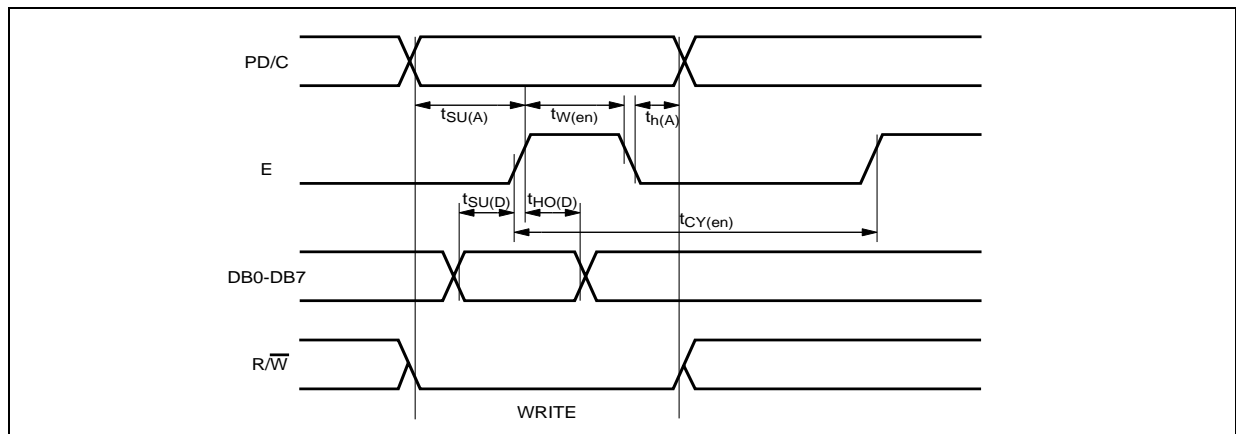 PD/C
tSU(A) tW(en) th(A)
E
tSU(D) tHO(D)
tCY(en)
DB0-DB7
R/W̅
WRITE